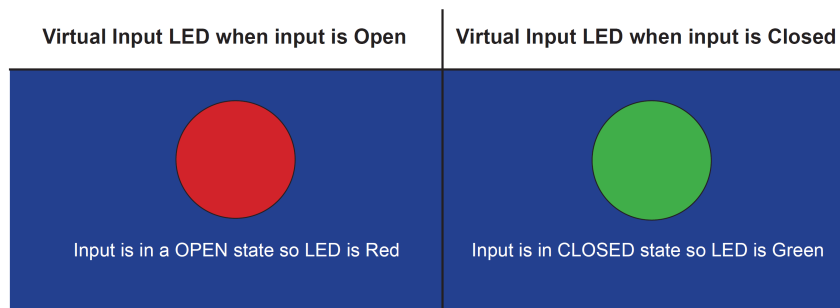 Virtual Input LED when input is Open
Virtual Input LED when input is Closed
Input is in a OPEN state so LED is Red
Input is in CLOSED state so LED is Green